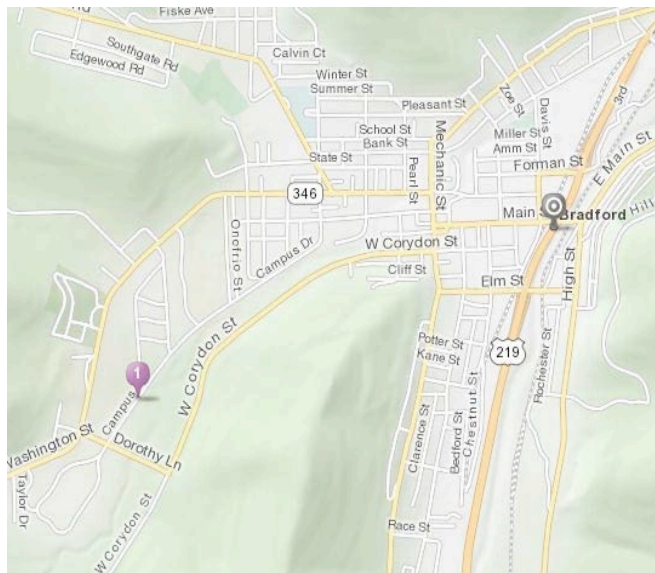 Fiske Ave
Southgate Rd
Edgewood Rd
Calvin Ct
Winter St
Summer St
Pleasant St
Zoe St
Davis St
3rd
School St
Bank St
Mechanic St
Miller St
Amm St
State St
Pearl St
Forman St
E Main St
346
Main St
Bradford
Hill
Onofrio St
Campus Dr
W Corydon St
Cliff St
Elm St
High St
W Corydon St
Potter St
Kane St
219
Rochester St
1
Campus
Clarence St
Bedford St
Chestnut St
Washington St
Dorothy Ln
Taylor Dr
W Corydon St
Race St